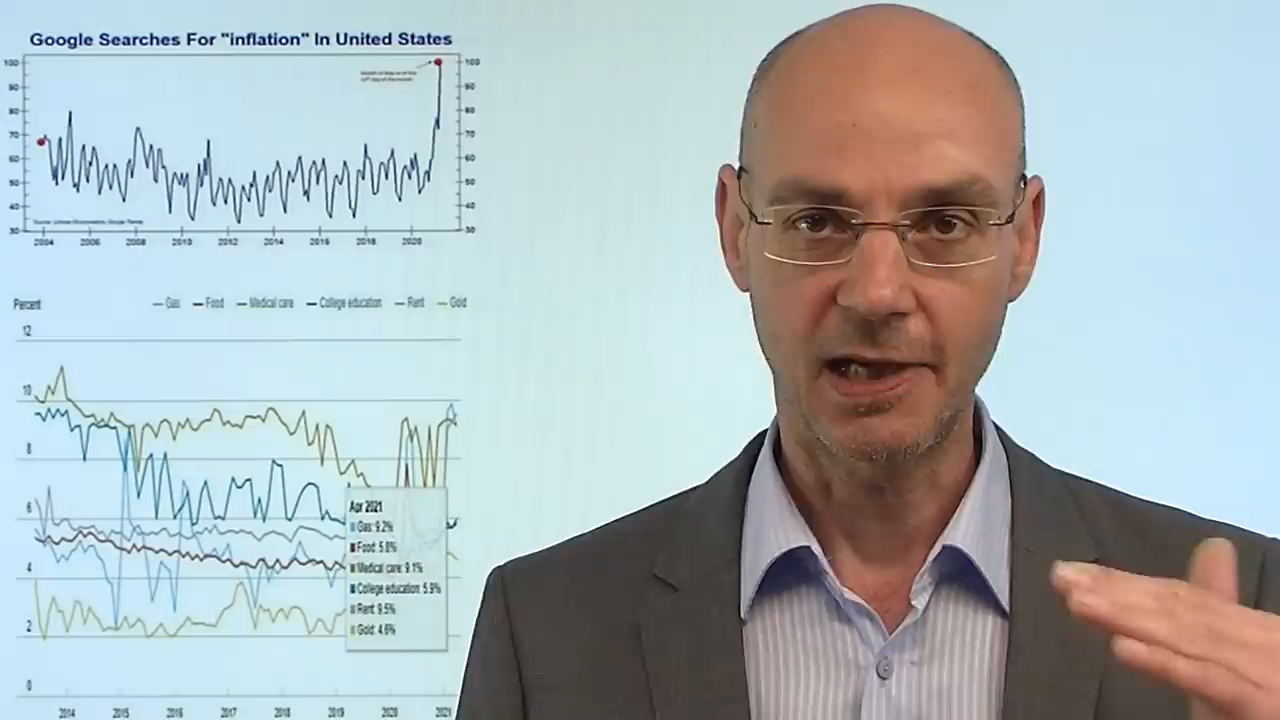 Google Searches For "inflation" In United States
100 100
90 90
80 80
70 70
60 60
50 50
40 40
30 30
2004 2006 2008 2010 2012 2014 2016 2018 2020
Percent Gas Food Medical care College education Rent Gold
12
10
8
6
4
2
0
Apr 2021
Gas: 9.2%
Food: 5.8%
Medical care: 9.1%
College education: 5.9%
Rent: 9.5%
Gold: 4.6%
2014 2015 2016 2017 2018 2019 2020 2021